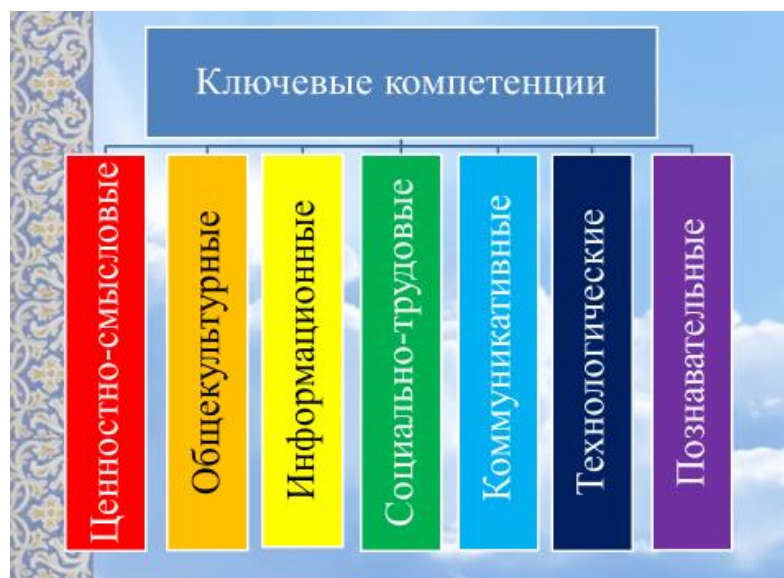 Ключевые компетенции
Ценностно-смысловые
Общекультурные
Информационные
Социально-трудовые
Коммуникативные
Технологические
Познавательные